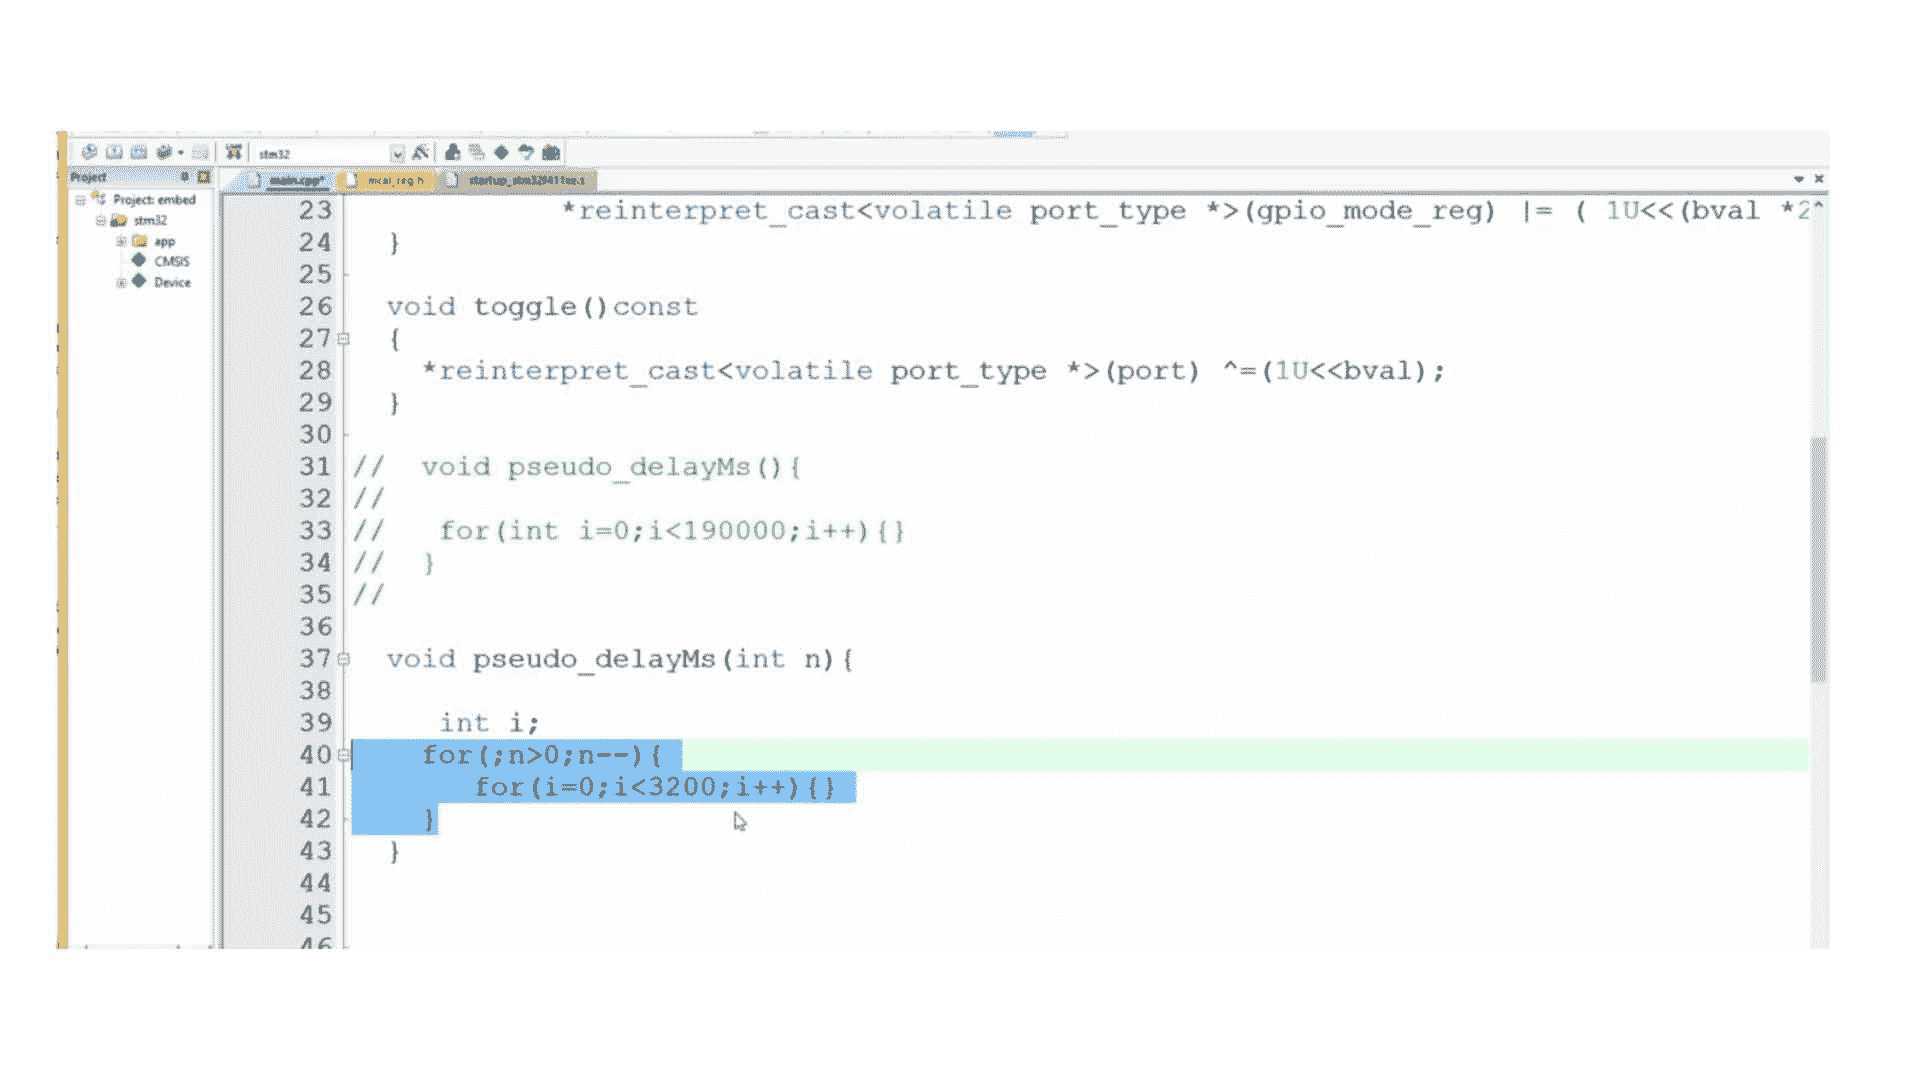 stm32
Project
main.cpp*
mcal_reg.h
startup_stm32f411xe.s
Project: embed
stm32
app
CMSIS
Device
23 *reinterpret_cast<volatile port_type *>(gpio_mode_reg) |= ( 1U<<(bval *2
24 }
25
26 void toggle()const
27 {
28 *reinterpret_cast<volatile port_type *>(port) ^=(1U<<bval);
29 }
30
31 // void pseudo_delayMs(){
32 //
33 // for(int i=0;i<190000;i++){}
34 // }
35 //
36
37 void pseudo_delayMs(int n){
38
39 int i;
40 for(;n>0;n--){
41 for(i=0;i<3200;i++){}
42 }
43 }
44
45
46